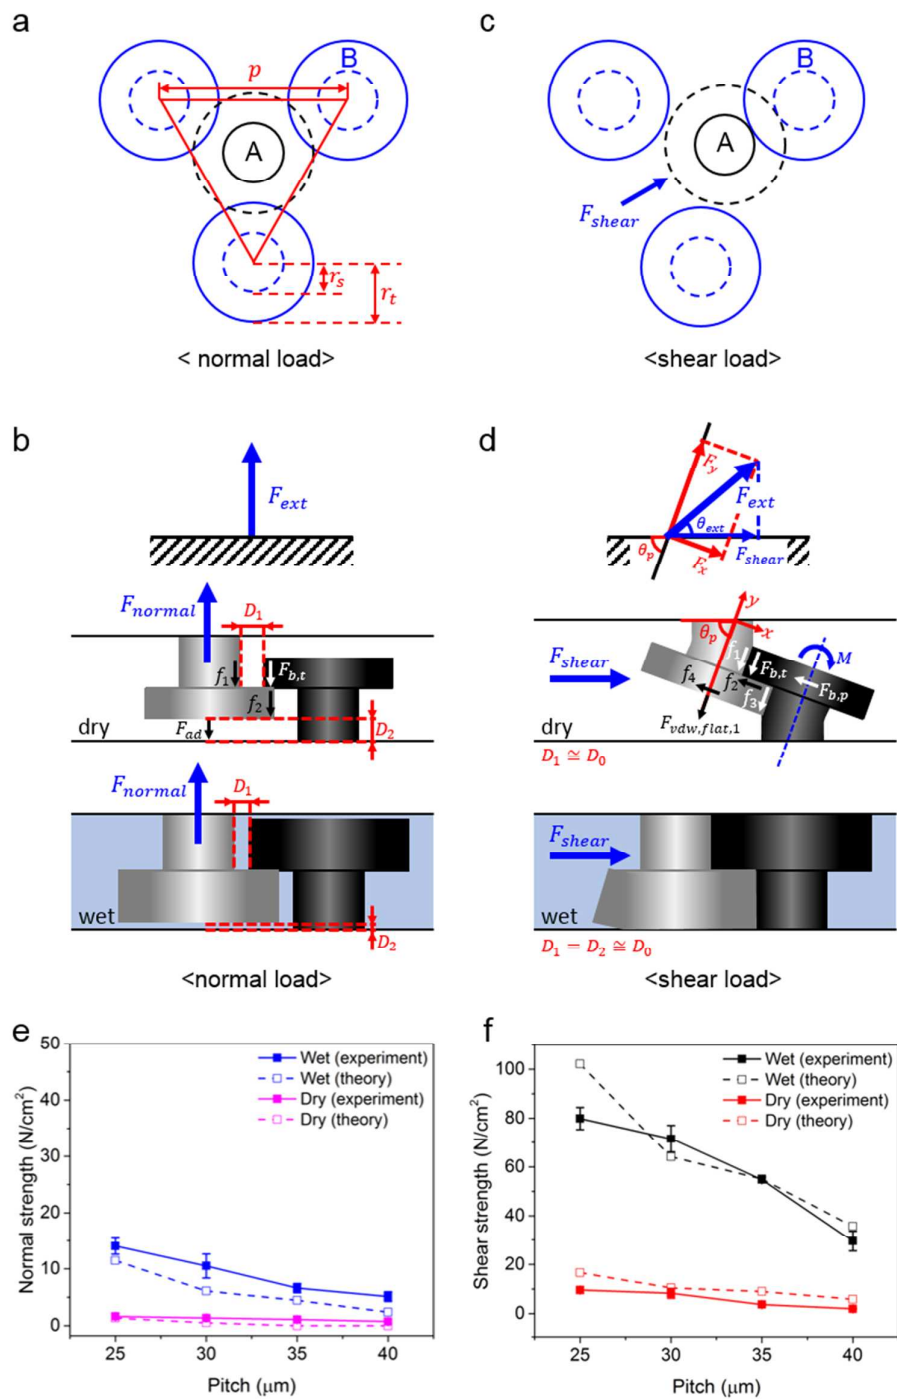 a
p
B
A
r_s
r_t
< normal load>
c
B
A
F_shear
<shear load>
b
F_ext
F_normal
D_1
f_1
F_b,t
f_2
F_ad
D_2
dry
F_normal
D_1
wet
D_2
<normal load>
d
F_y
F_ext
θ_ext
θ_p
F_x
F_shear
y
θ_p
x
F_shear
f_1
F_b,t
M
f_4
f_2
F_b,p
f_3
F_vdw,flat,1
dry
D_1 ≅ D_0
F_shear
wet
D_1 = D_2 ≅ D_0
<shear load>
e
Normal strength (N/cm²)
50
40
30
20
10
0
Wet (experiment)
Wet (theory)
Dry (experiment)
Dry (theory)
25 30 35 40
Pitch (μm)
f
Shear strength (N/cm²)
100
80
60
40
20
0
Wet (experiment)
Wet (theory)
Dry (experiment)
Dry (theory)
25 30 35 40
Pitch (μm)